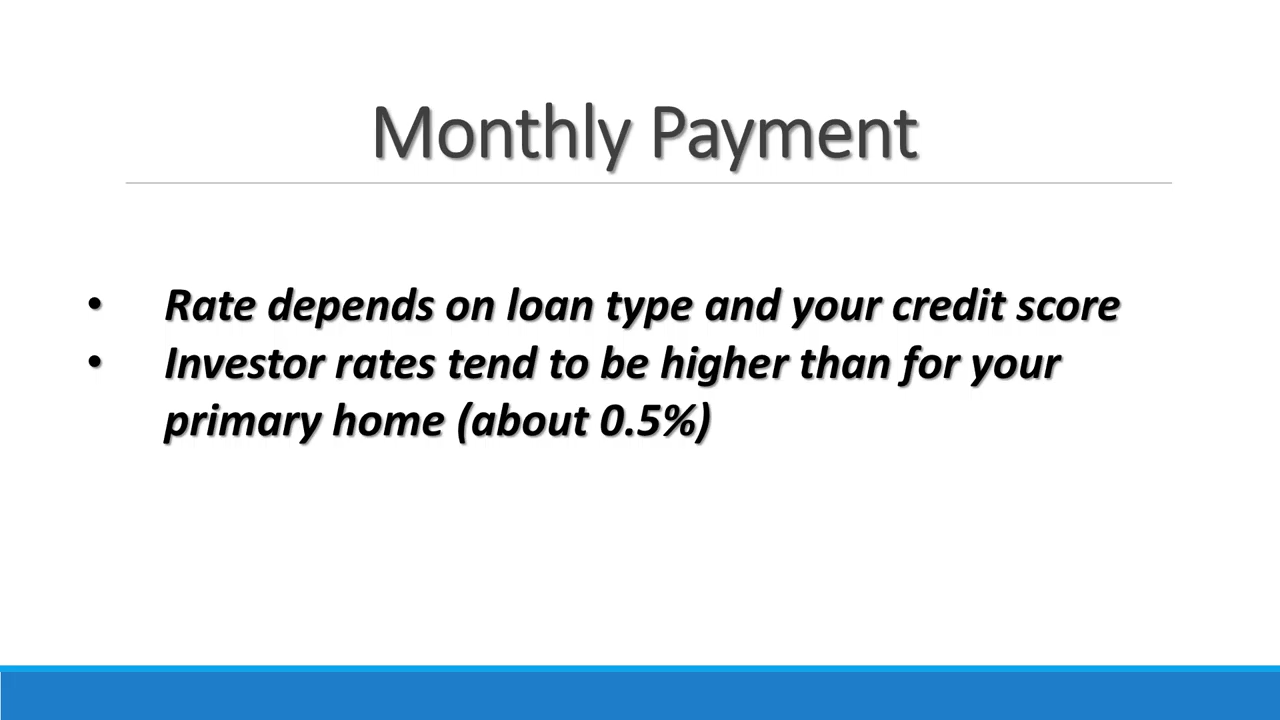 Monthly Payment
• Rate depends on loan type and your credit score
• Investor rates tend to be higher than for your
primary home (about 0.5%)